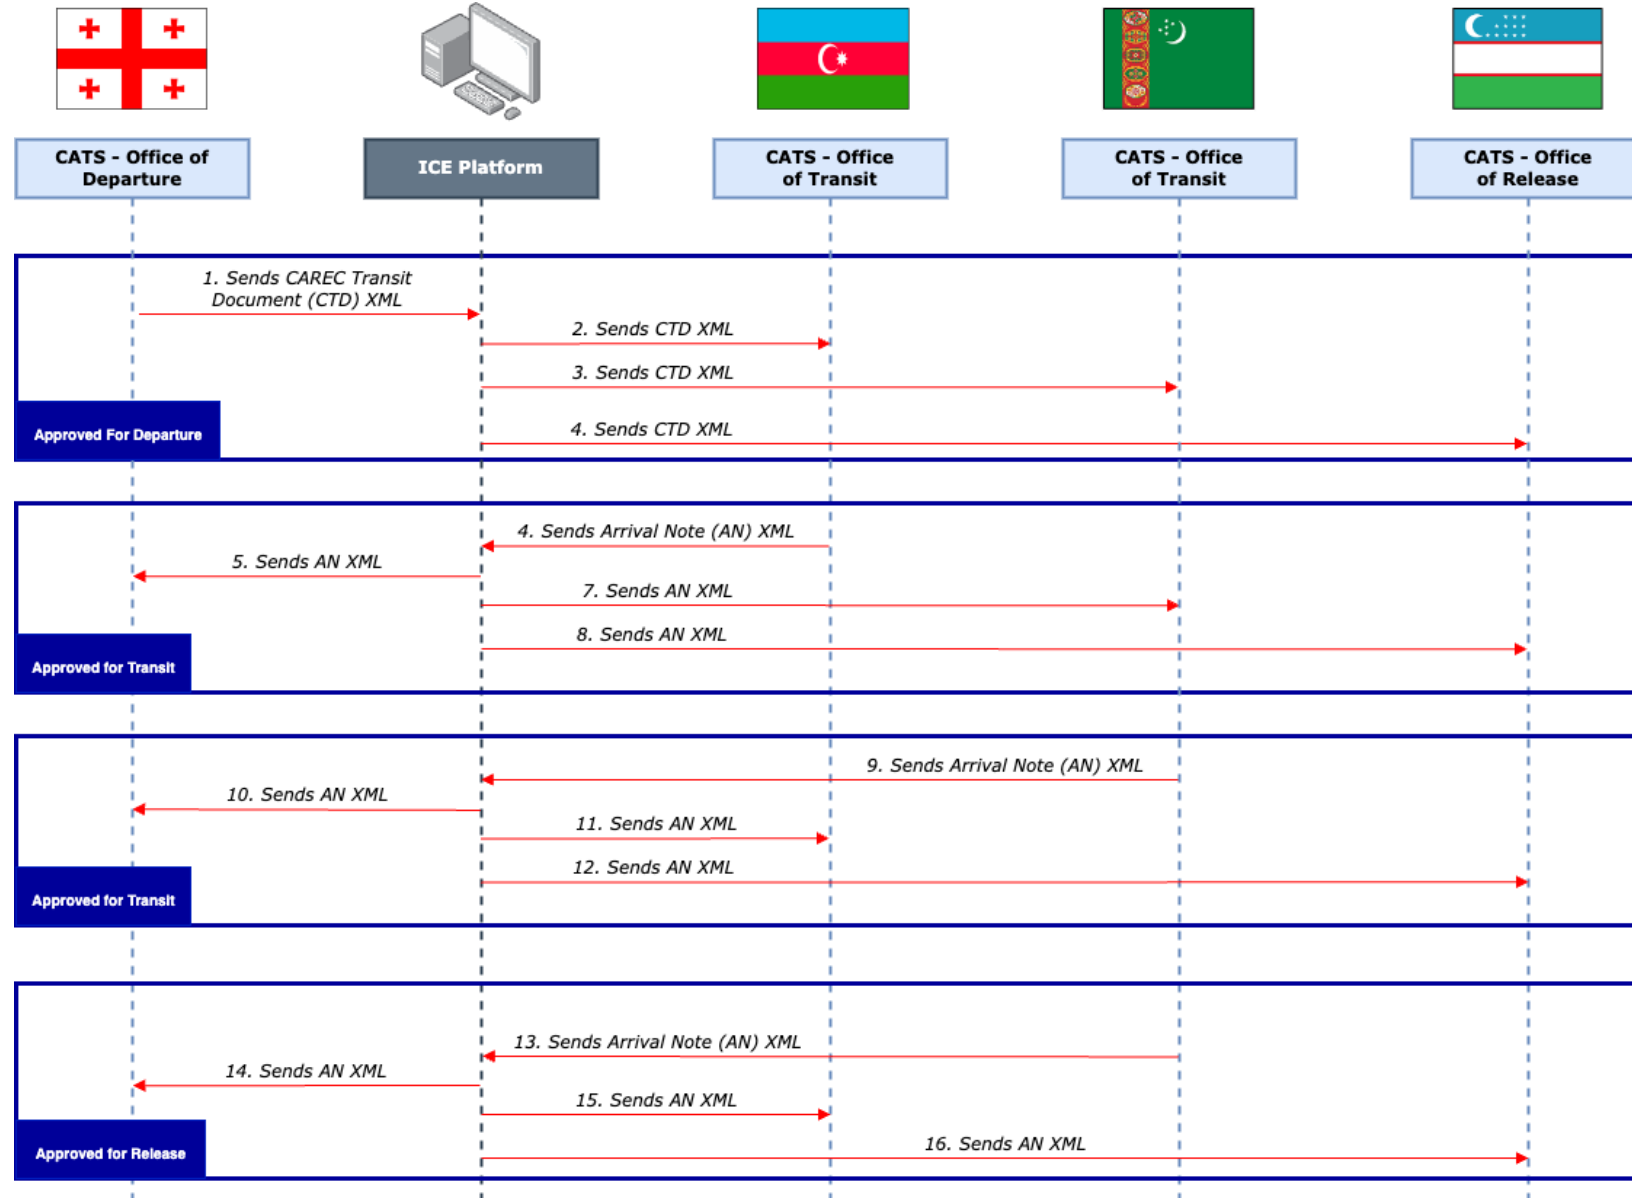 CATS - Office of
Departure
ICE Platform
CATS - Office
of Transit
CATS - Office
of Transit
CATS - Office
of Release
1. Sends CAREC Transit
Document (CTD) XML
2. Sends CTD XML
3. Sends CTD XML
4. Sends CTD XML
Approved For Departure
4. Sends Arrival Note (AN) XML
5. Sends AN XML
7. Sends AN XML
8. Sends AN XML
Approved for Transit
9. Sends Arrival Note (AN) XML
10. Sends AN XML
11. Sends AN XML
12. Sends AN XML
Approved for Transit
13. Sends Arrival Note (AN) XML
14. Sends AN XML
15. Sends AN XML
16. Sends AN XML
Approved for Release